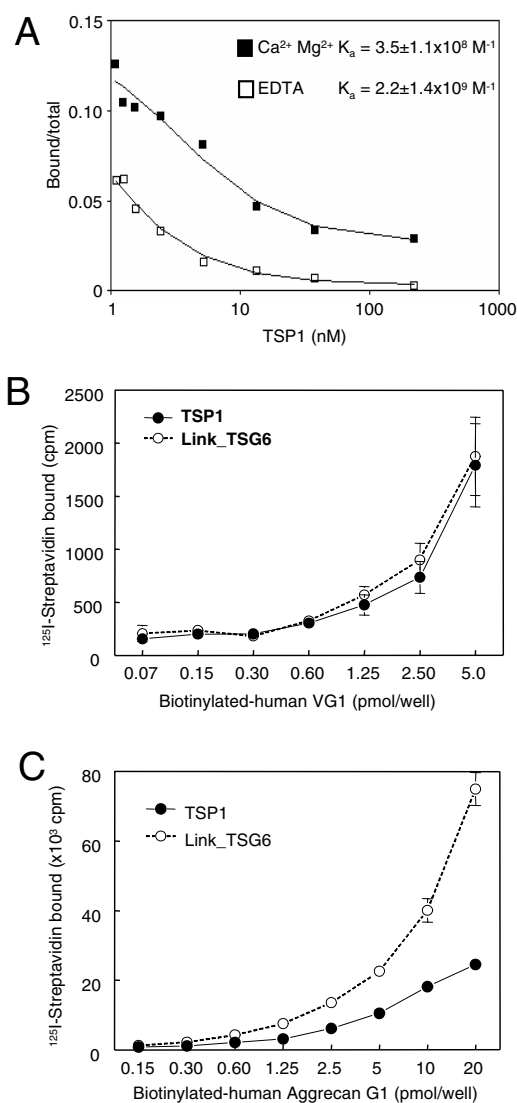 A
0.15
0.10
0.05
0
Bound/total
Ca²⁺ Mg²⁺ Kₐ = 3.5±1.1x10⁸ M⁻¹
EDTA Kₐ = 2.2±1.4x10⁹ M⁻¹
1 10 100 1000
TSP1 (nM)
B
2500
2000
1500
1000
500
0
¹²⁵I-Streptavidin bound (cpm)
TSP1
Link_TSG6
0.07 0.15 0.30 0.60 1.25 2.50 5.0
Biotinylated-human VG1 (pmol/well)
C
80
60
40
20
0
¹²⁵I-Streptavidin bound (x10³ cpm)
TSP1
Link_TSG6
0.15 0.30 0.60 1.25 2.5 5 10 20
Biotinylated-human Aggrecan G1 (pmol/well)